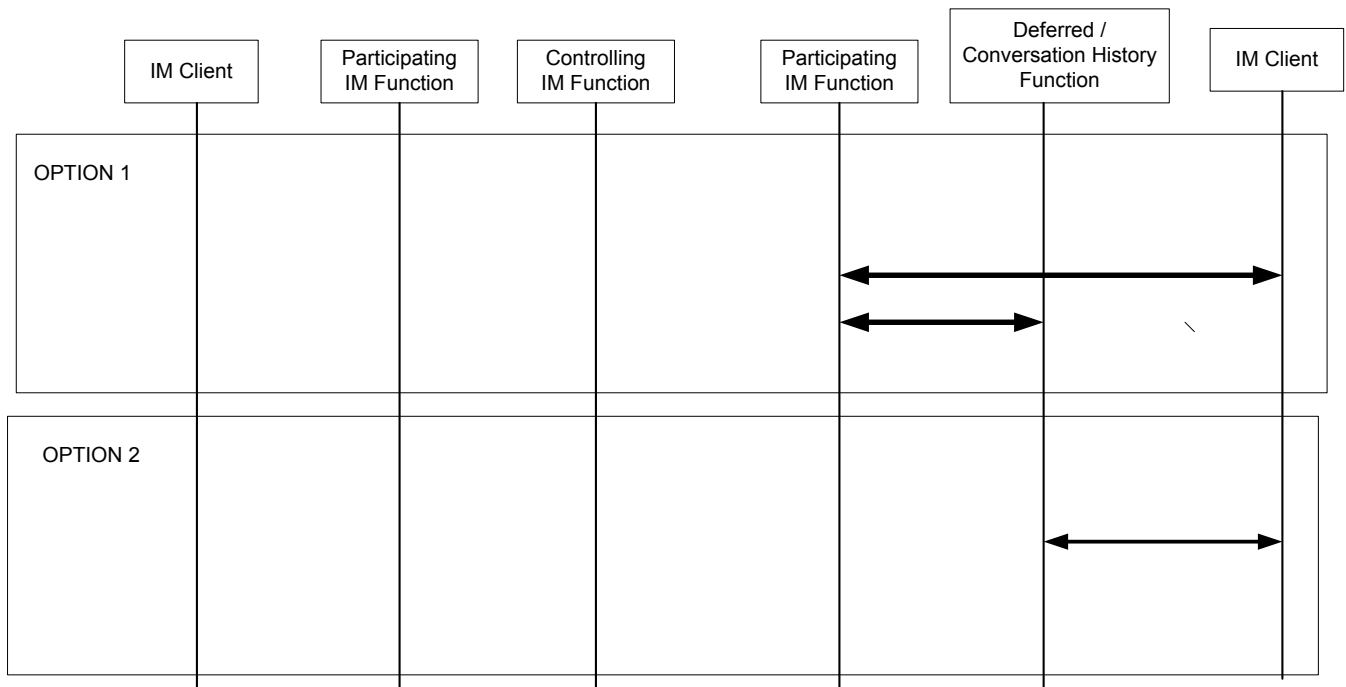 IM Client
Participating
IM Function
Controlling
IM Function
Participating
IM Function
Deferred /
Conversation History
Function
IM Client
OPTION 1
OPTION 2